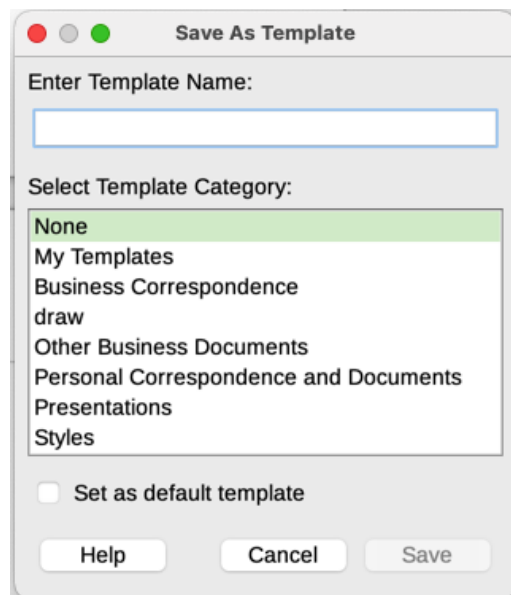 Save As Template
Enter Template Name:
Select Template Category:
None
My Templates
Business Correspondence
draw
Other Business Documents
Personal Correspondence and Documents
Presentations
Styles
Set as default template
Help Cancel Save